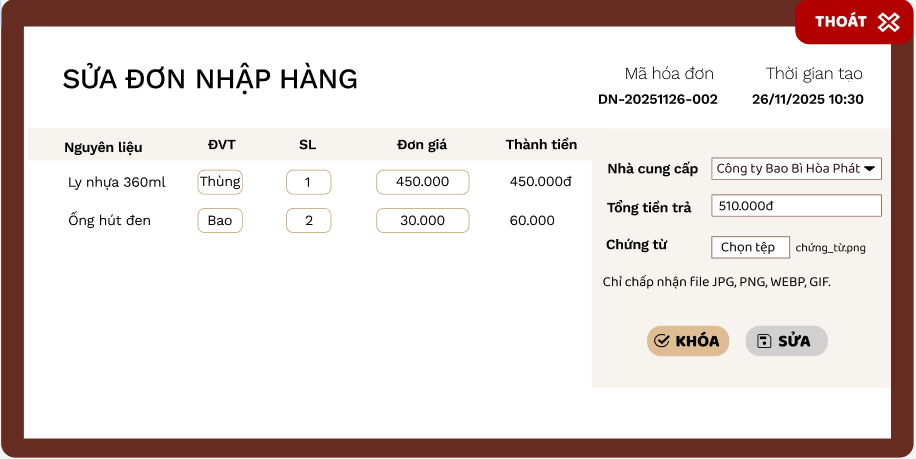 THOÁT
SỬA ĐƠN NHẬP HÀNG
Mã hóa đơn Thời gian tạo
DN-20251126-002 26/11/2025 10:30
Nguyên liệu ĐVT SL Đơn giá Thành tiền
Ly nhựa 360ml Thùng 1 450.000 450.000đ
Ống hút đen Bao 2 30.000 60.000
Nhà cung cấp Công ty Bao Bì Hòa Phát
Tổng tiền trả 510.000đ
Chứng từ Chọn tệp chứng_từ.png
Chỉ chấp nhận file JPG, PNG, WEBP, GIF.
KHÓA SỬA